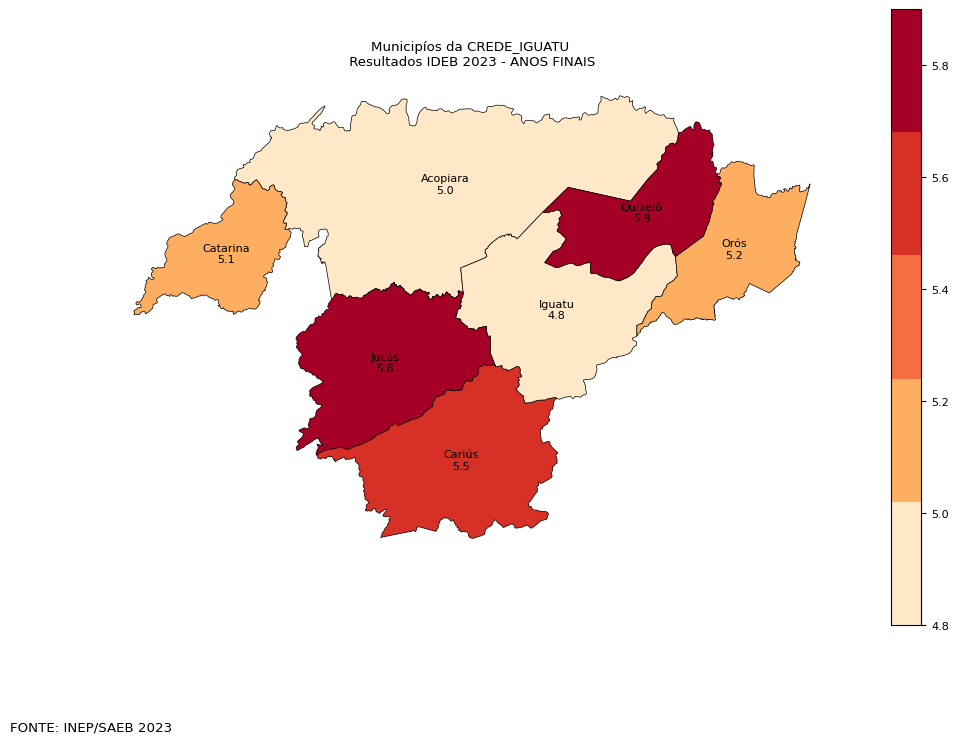 Municipíos da CREDE_IGUATU
Resultados IDEB 2023 - ANOS FINAIS
Acopiara
5.0
Quixelô
5.9
Catarina
5.1
Orós
5.2
Iguatu
4.8
Jucás
5.8
Cariús
5.5
5.8
5.6
5.4
5.2
5.0
4.8
FONTE: INEP/SAEB 2023